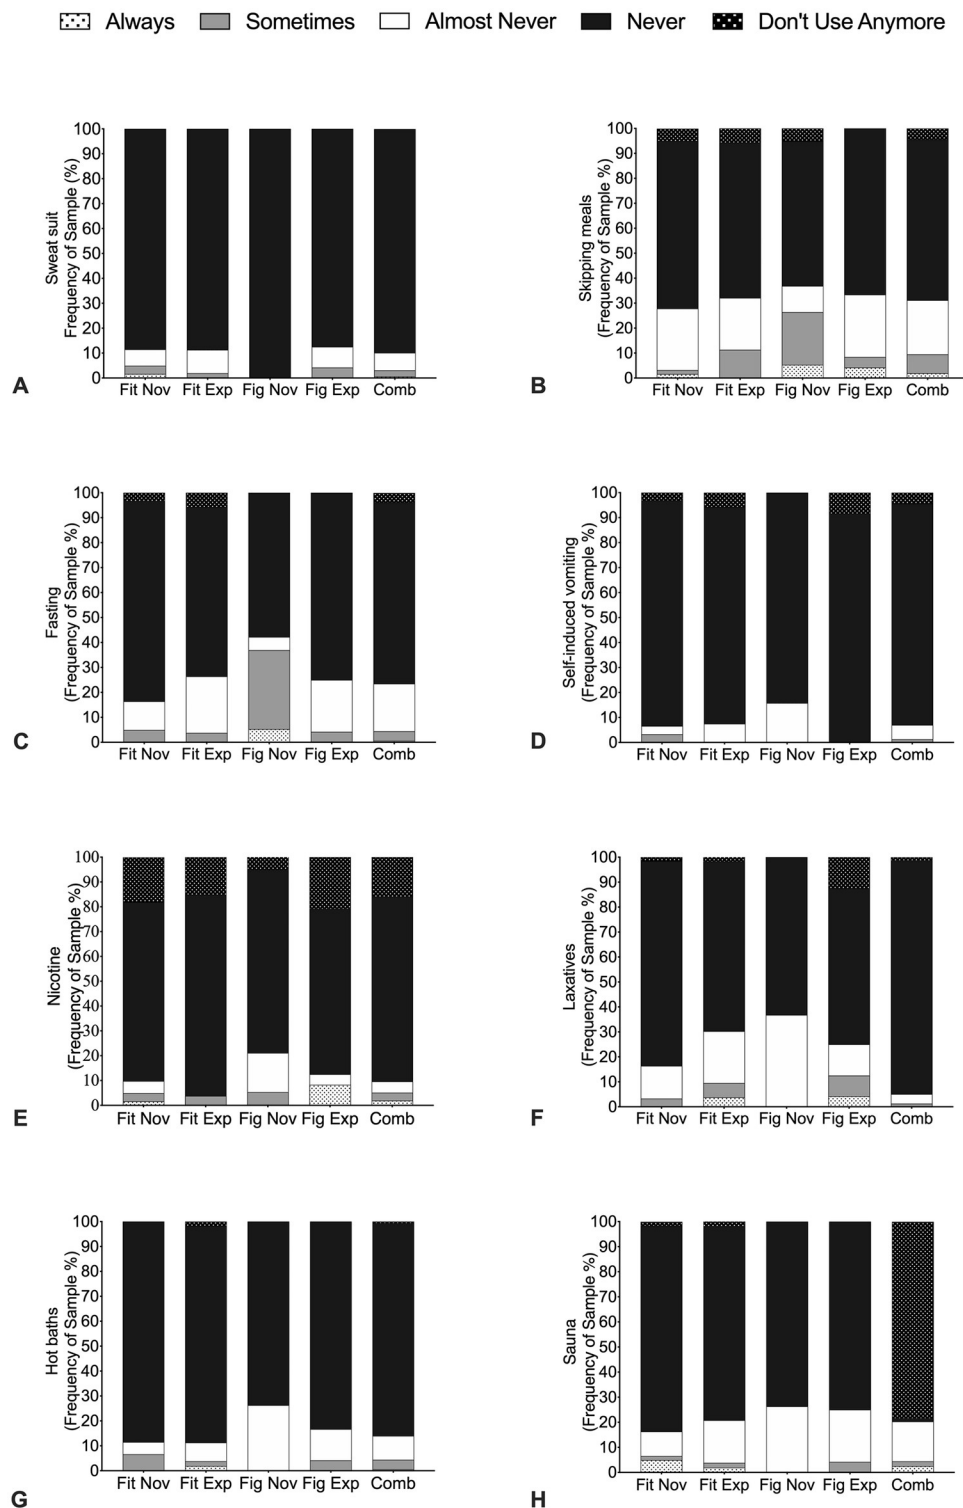 Always Sometimes Almost Never Never Don't Use Anymore
Sweat suit
Frequency of Sample (%)
100
90
80
70
60
50
40
30
20
10
0
Fit Nov Fit Exp Fig Nov Fig Exp Comb
A
Skipping meals
(Frequency of Sample %)
100
90
80
70
60
50
40
30
20
10
0
Fit Nov Fit Exp Fig Nov Fig Exp Comb
B
Fasting
(Frequency of Sample %)
100
90
80
70
60
50
40
30
20
10
0
Fit Nov Fit Exp Fig Nov Fig Exp Comb
C
Self-induced vomiting
(Frequency of Sample %)
100
90
80
70
60
50
40
30
20
10
0
Fit Nov Fit Exp Fig Nov Fig Exp Comb
D
Nicotine
(Frequency of Sample %)
100
90
80
70
60
50
40
30
20
10
0
Fit Nov Fit Exp Fig Nov Fig Exp Comb
E
Laxatives
(Frequency of Sample %)
100
90
80
70
60
50
40
30
20
10
0
Fit Nov Fit Exp Fig Nov Fig Exp Comb
F
Hot baths
(Frequency of Sample %)
100
90
80
70
60
50
40
30
20
10
0
Fit Nov Fit Exp Fig Nov Fig Exp Comb
G
Sauna
(Frequency of Sample %)
100
90
80
70
60
50
40
30
20
10
0
Fit Nov Fit Exp Fig Nov Fig Exp Comb
H